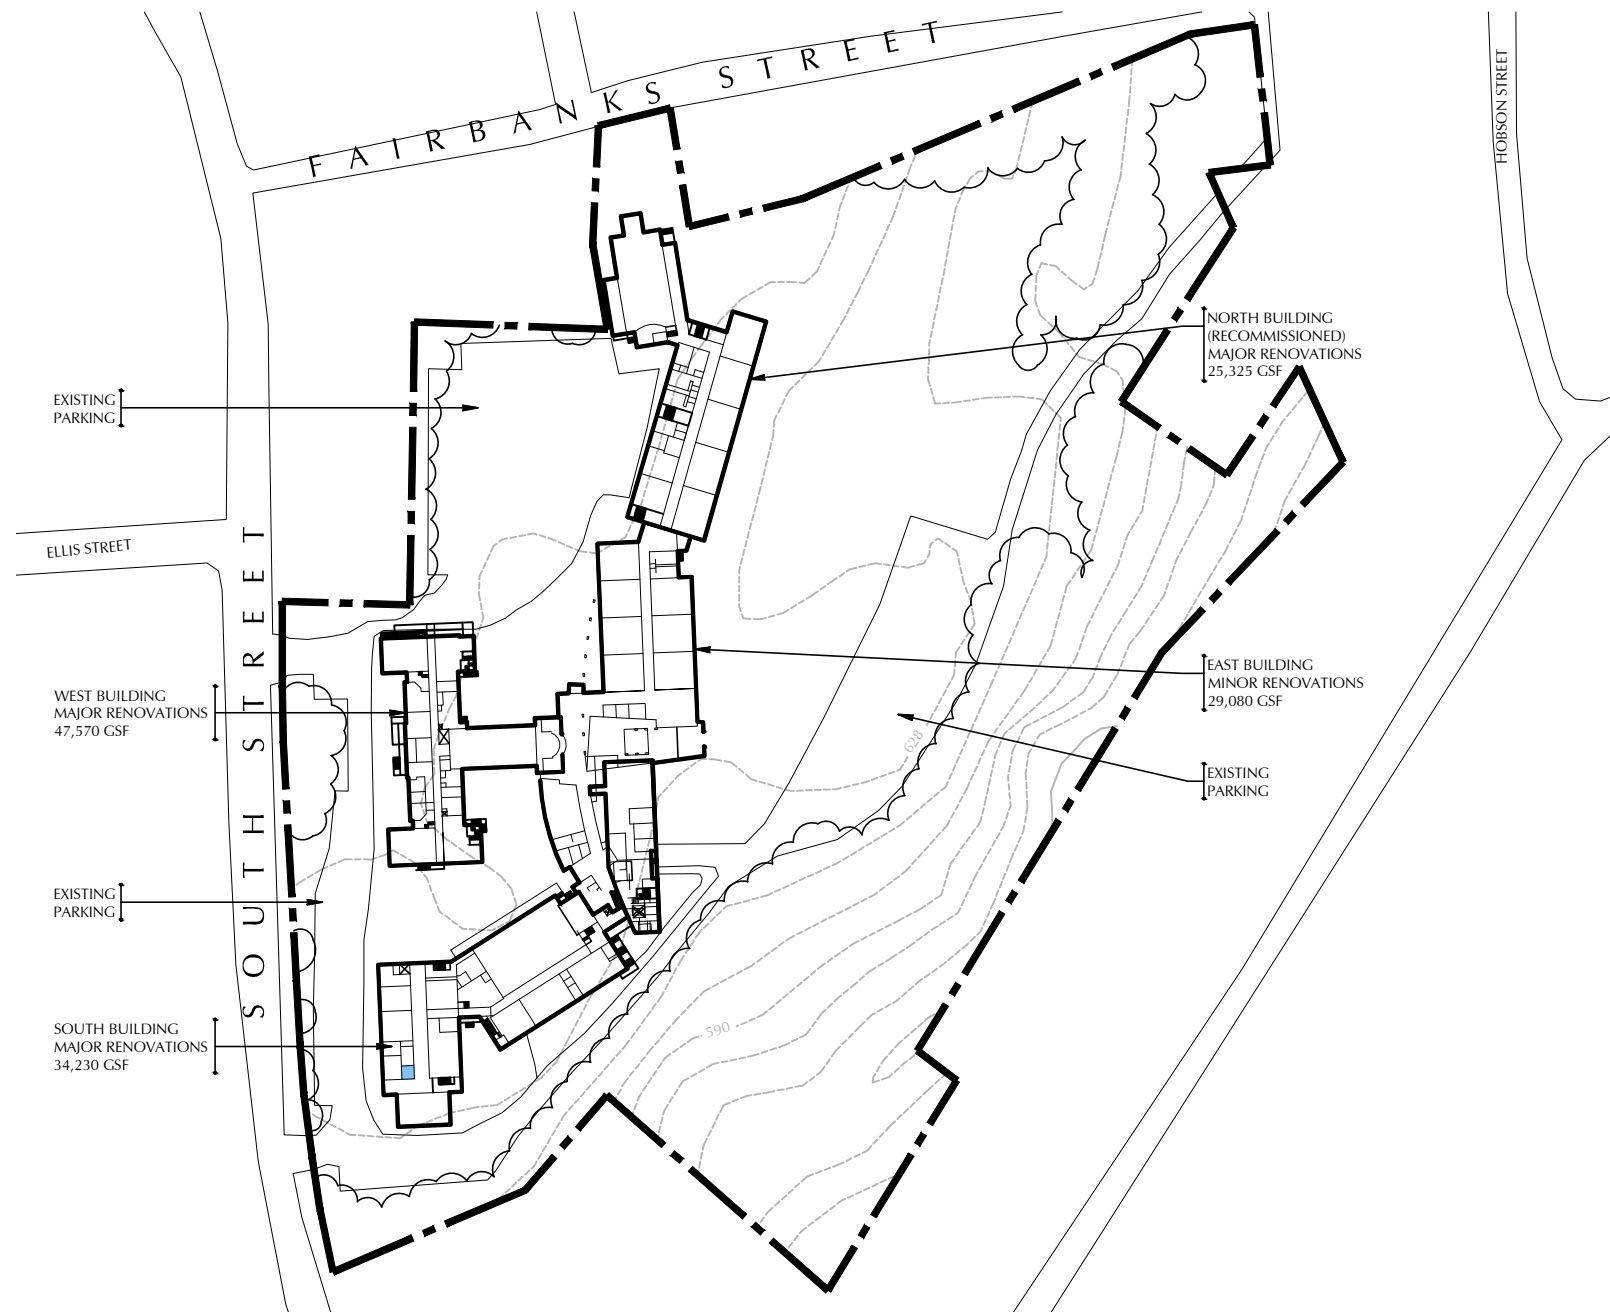 FAIRBANKS STREET
HOBSON STREET
NORTH BUILDING
(RECOMMISSIONED)
MAJOR RENOVATIONS
25,325 GSF
EXISTING
PARKING
ELLIS STREET
SOUTH STREET
WEST BUILDING
MAJOR RENOVATIONS
47,570 GSF
EAST BUILDING
MINOR RENOVATIONS
29,080 GSF
628
EXISTING
PARKING
EXISTING
PARKING
SOUTH BUILDING
MAJOR RENOVATIONS
34,230 GSF
590